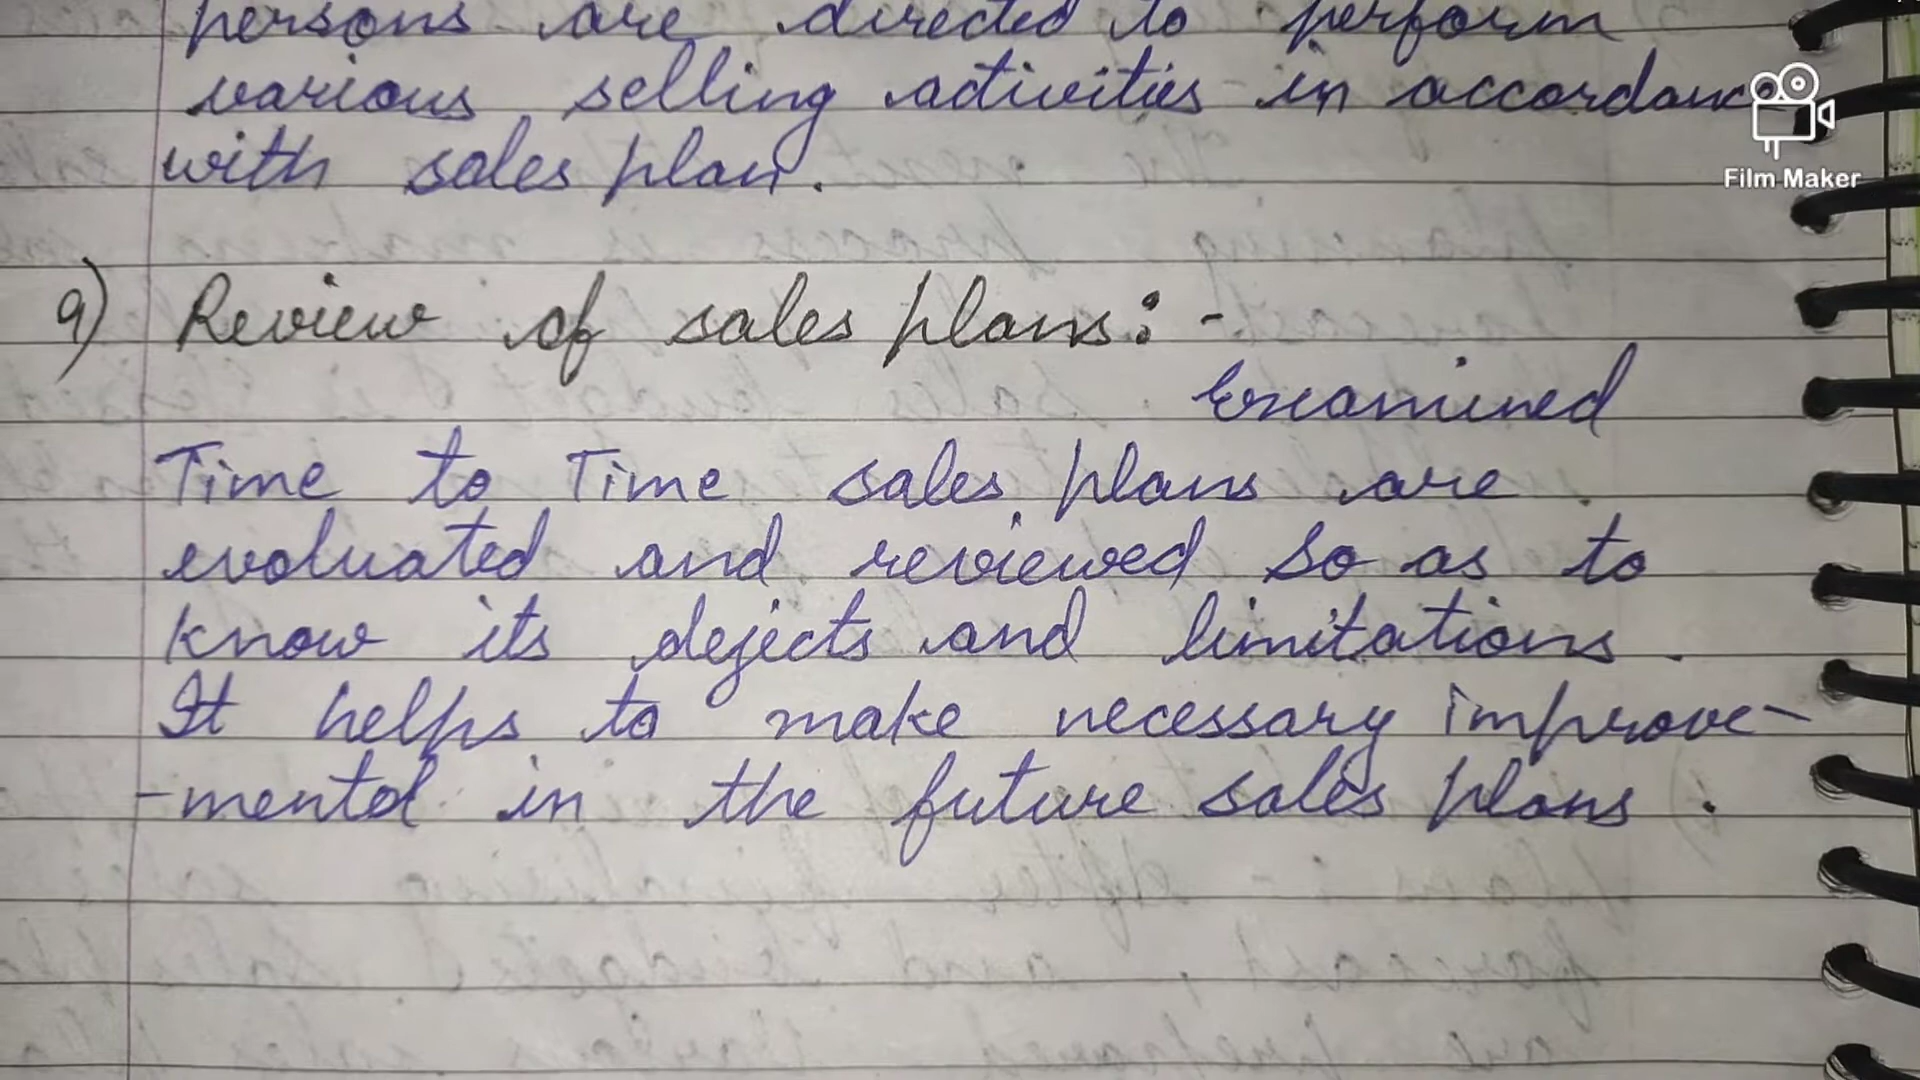 persons are directed to perform
various selling activities in accordance
with sales plan.
Film Maker
9) Review of sales plans: -
Examined
Time to Time sales plans are
evaluated and reviewed so as to
know its dejects and limitations.
It helps to make necessary improve-
-mentol in the future sales plans.